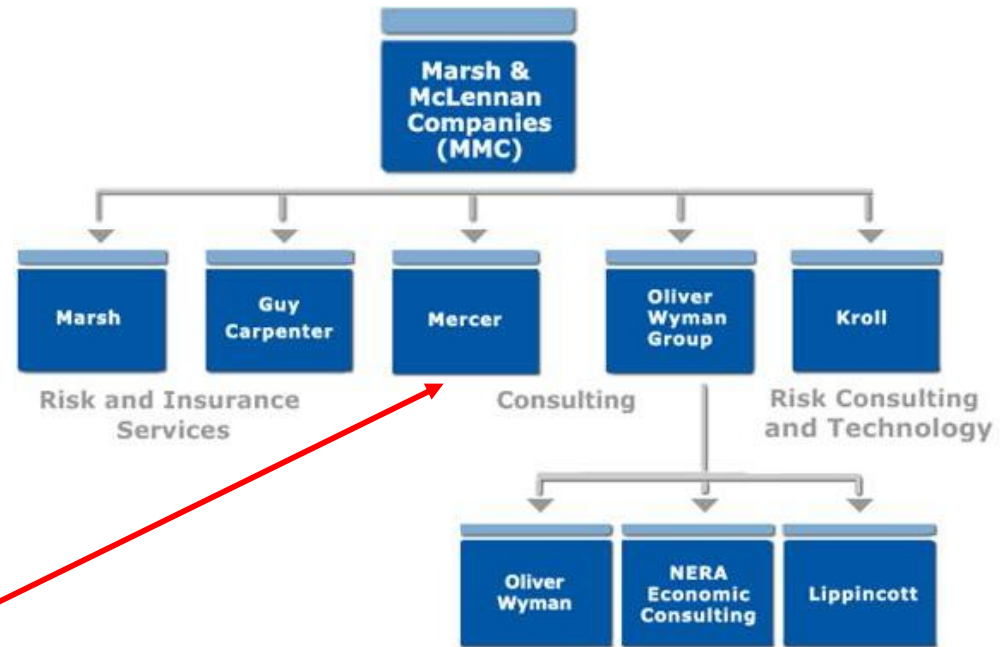 Marsh &
McLennan
Companies
(MMC)
Marsh
Guy
Carpenter
Mercer
Oliver
Wyman
Group
Kroll
Risk and Insurance
Services
Consulting
Risk Consulting
and Technology
Oliver
Wyman
NERA
Economic
Consulting
Lippincott